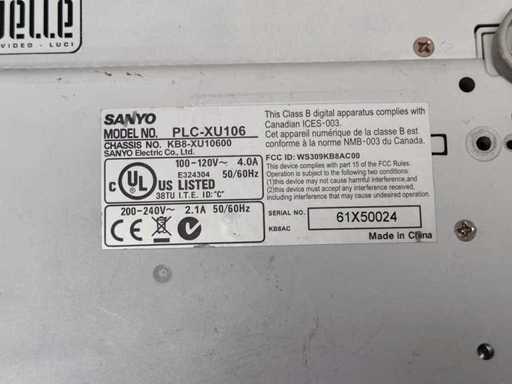 uelle
VIDEO - LUCI
SANYO
MODEL NO. PLC-XU106
CHASSIS NO. KB8-XU10600
SANYO Electric Co., Ltd.
100-120V~ 4.0A
E324304 50/60Hz
c UL US LISTED
38TU I.T.E. ID:"C"
200-240V~ 2.1A 50/60Hz
CE
This Class B digital apparatus complies with
Canadian ICES-003.
Cet appareil numérique de la classe B est
conforme à la norme NMB-003 du Canada.
FCC ID: WS309KB8AC00
This device complies with part 15 of the FCC Rules.
Operation is subject to the following two conditions:
(1)this device may not cause harmful interference,and
(2)this device must accept any interference received,
including interference that may cause undesired operation.
SERIAL NO. 61X50024
KB8AC
Made in China